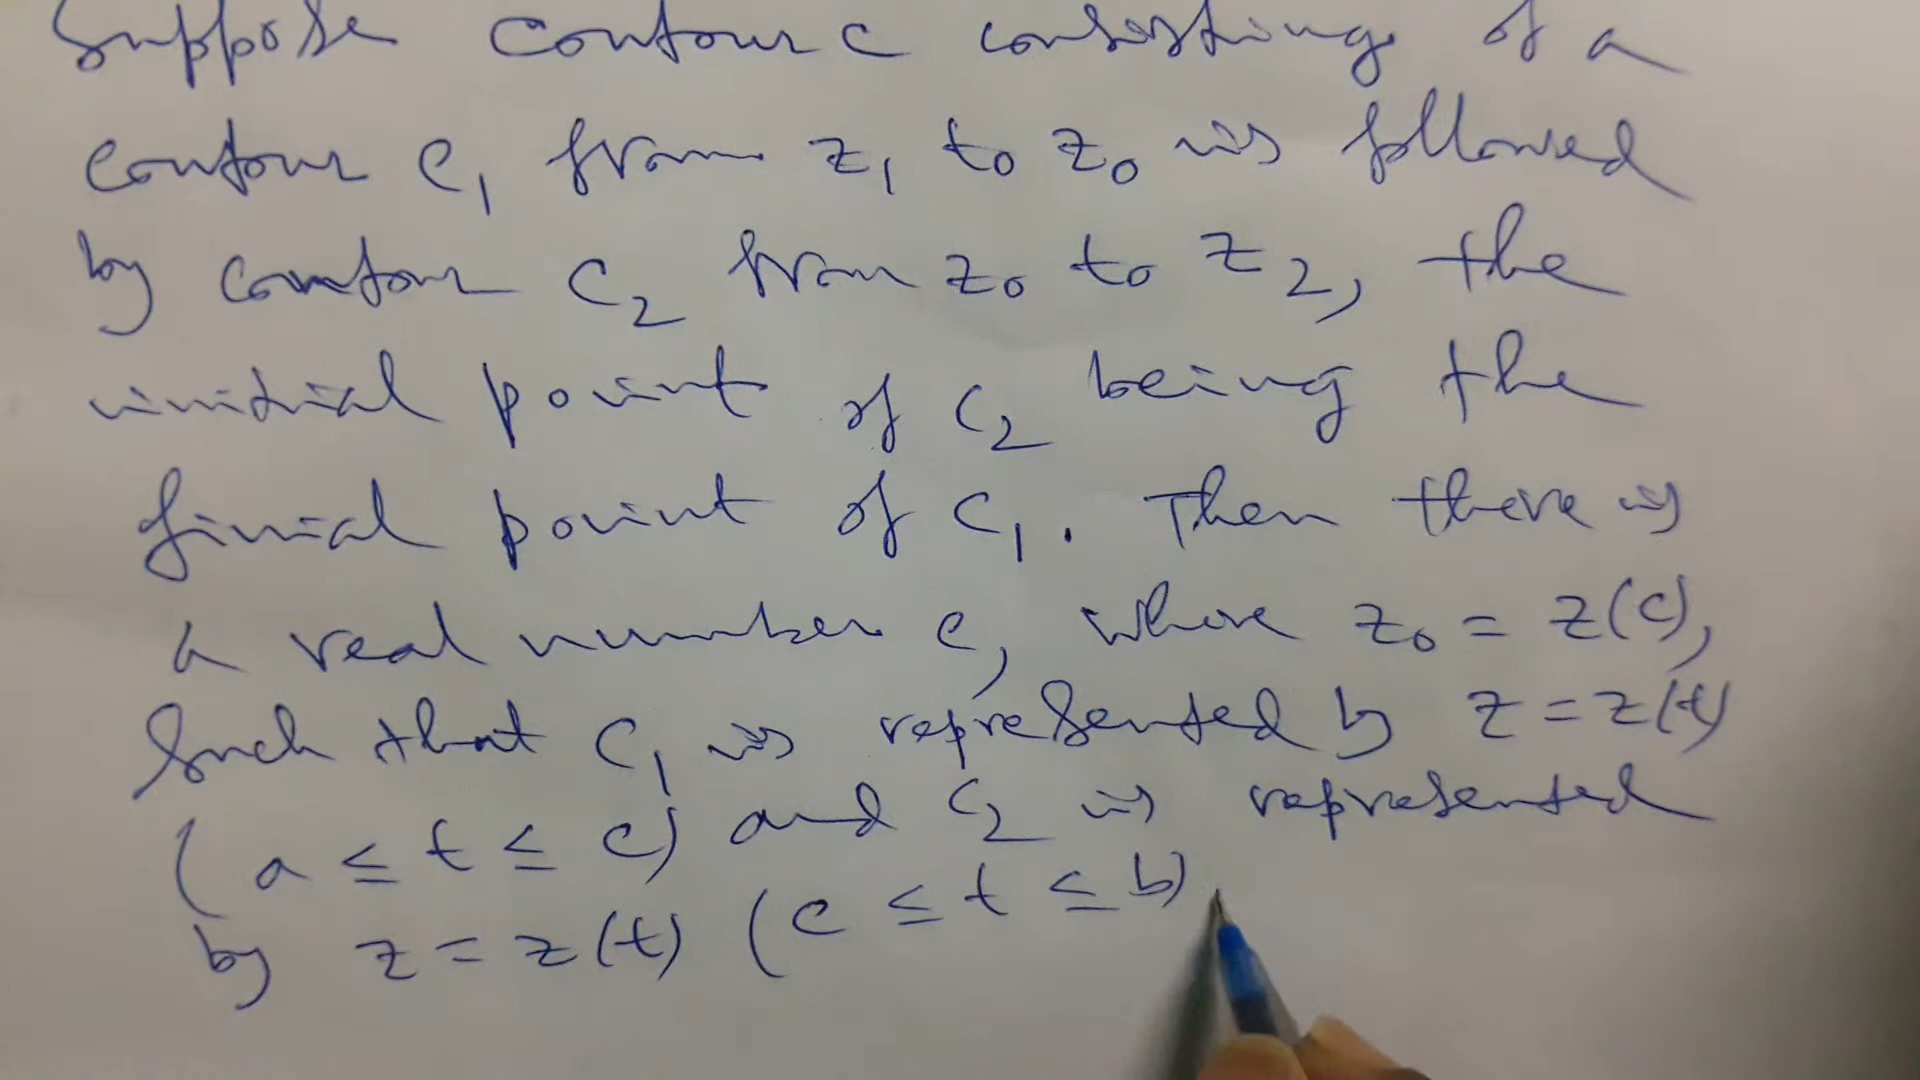 Suppose contour C consisting of a
contour C₁ from z₁ to z₀ is followed
by contour C₂ from z₀ to z₂, the
initial point of C₂ being the
final point of C₁. Then there is
a real number c, where z₀ = z(c),
Such that C₁ is represented by z = z(t)
(a ≤ t ≤ c) and C₂ is represented
by z = z(t) (c ≤ t ≤ b)